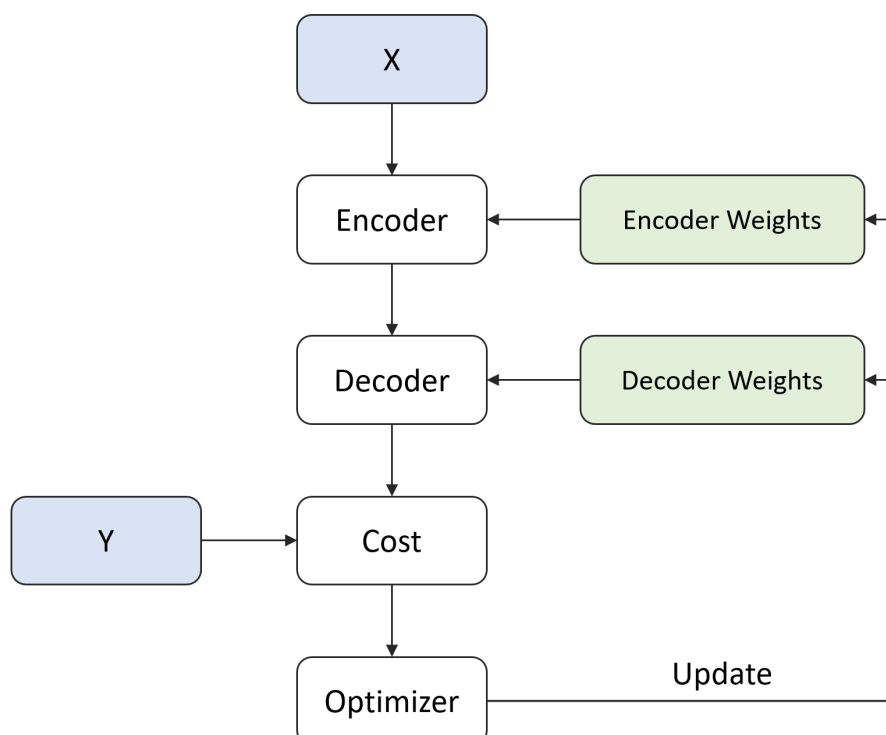 X
Encoder
Encoder Weights
Decoder
Decoder Weights
Y
Cost
Update
Optimizer